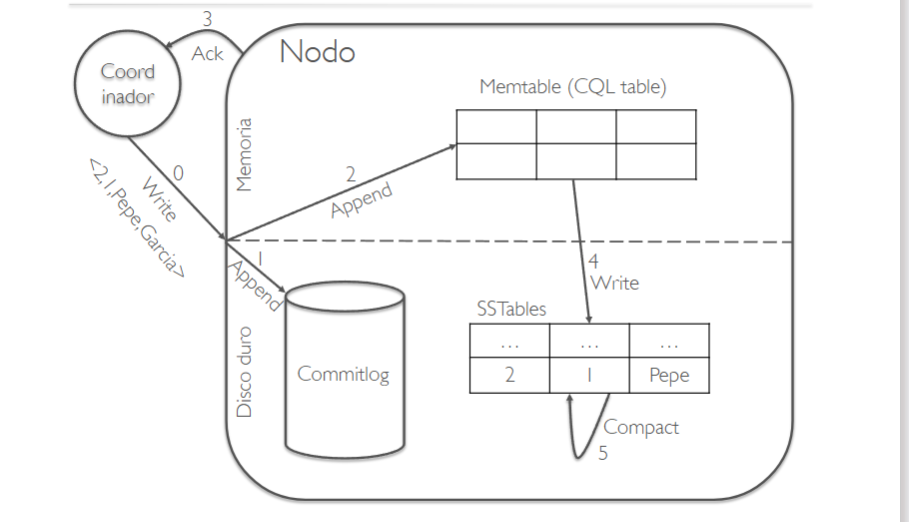 3
Ack
Nodo
Coord
inador
Memtable (CQL table)
Memoria
0
Write
<2,1,Pepe,Garcia>
2
Append
1
Append
4
Write
SSTables
... ... ...
2 1 Pepe
Disco duro
Commitlog
Compact
5